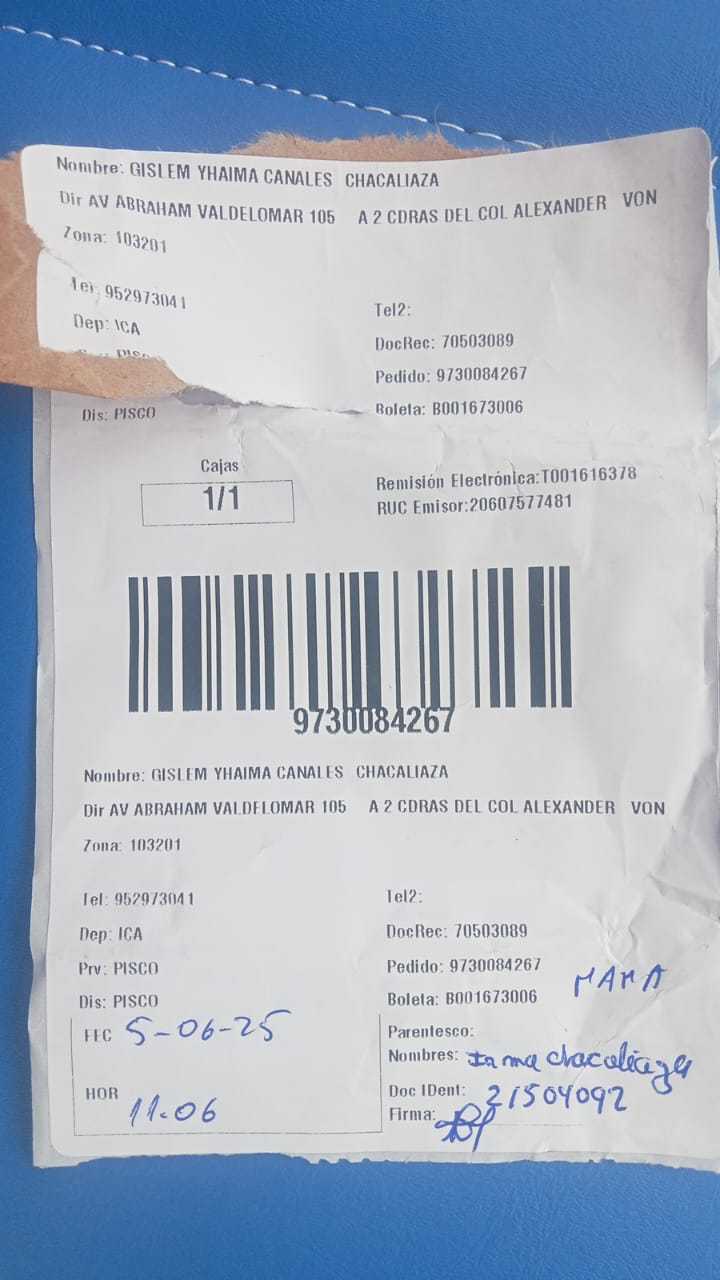 Nombre: GISLEM YHAIMA CANALES CHACALIAZA
Dir AV ABRAHAM VALDELOMAR 105 A 2 CDRAS DEL COL ALEXANDER VON
Zona: 103201
Tel: 952973041 Tel2:
Dep: ICA DocRec: 70503089
Pedido: 9730084267
Dis: PISCO Boleta: B001673006
Cajas
1/1
Remisión Electrónica:T001616378
RUC Emisor:20607577481
9730084267
Nombre: GISLEM YHAIMA CANALES CHACALIAZA
Dir AV ABRAHAM VALDELOMAR 105 A 2 CDRAS DEL COL ALEXANDER VON
Zona: 103201
Tel: 952973041 Tel2:
Dep: ICA DocRec: 70503089
Prv: PISCO Pedido: 9730084267
Dis: PISCO Boleta: B001673006
MAMA
FEC 5-06-25
HOR 11.06
Parentesco:
Nombres: Irma chacaliaza
Doc IDent: 21504092
Firma: